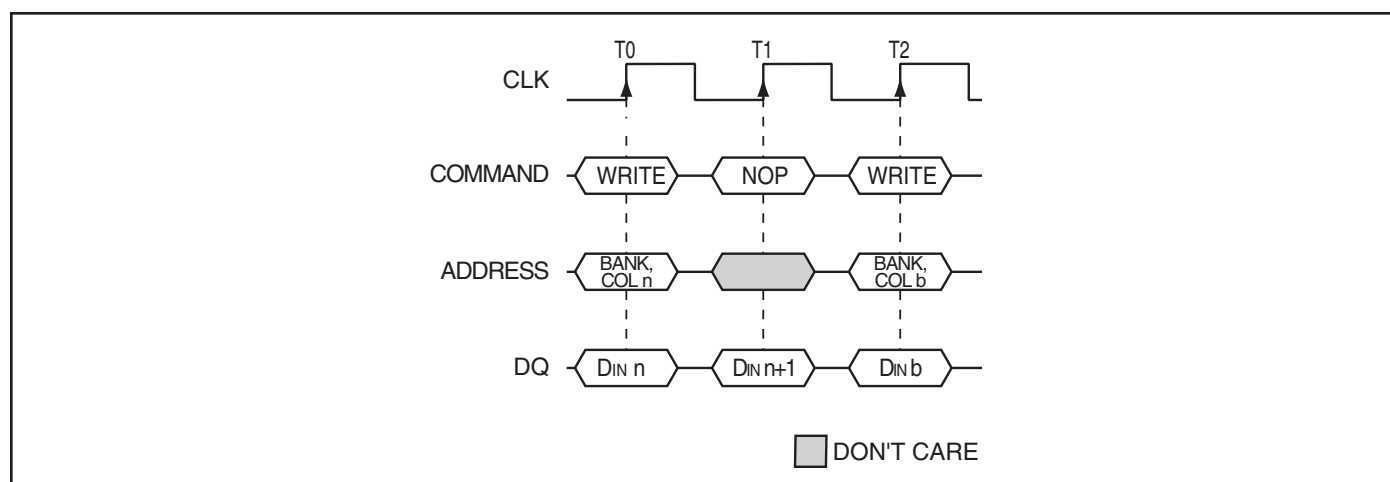 T0 T1 T2
CLK
COMMAND WRITE NOP WRITE
ADDRESS BANK, COL n BANK, COL b
DQ DIN n DIN n+1 DIN b
DON'T CARE